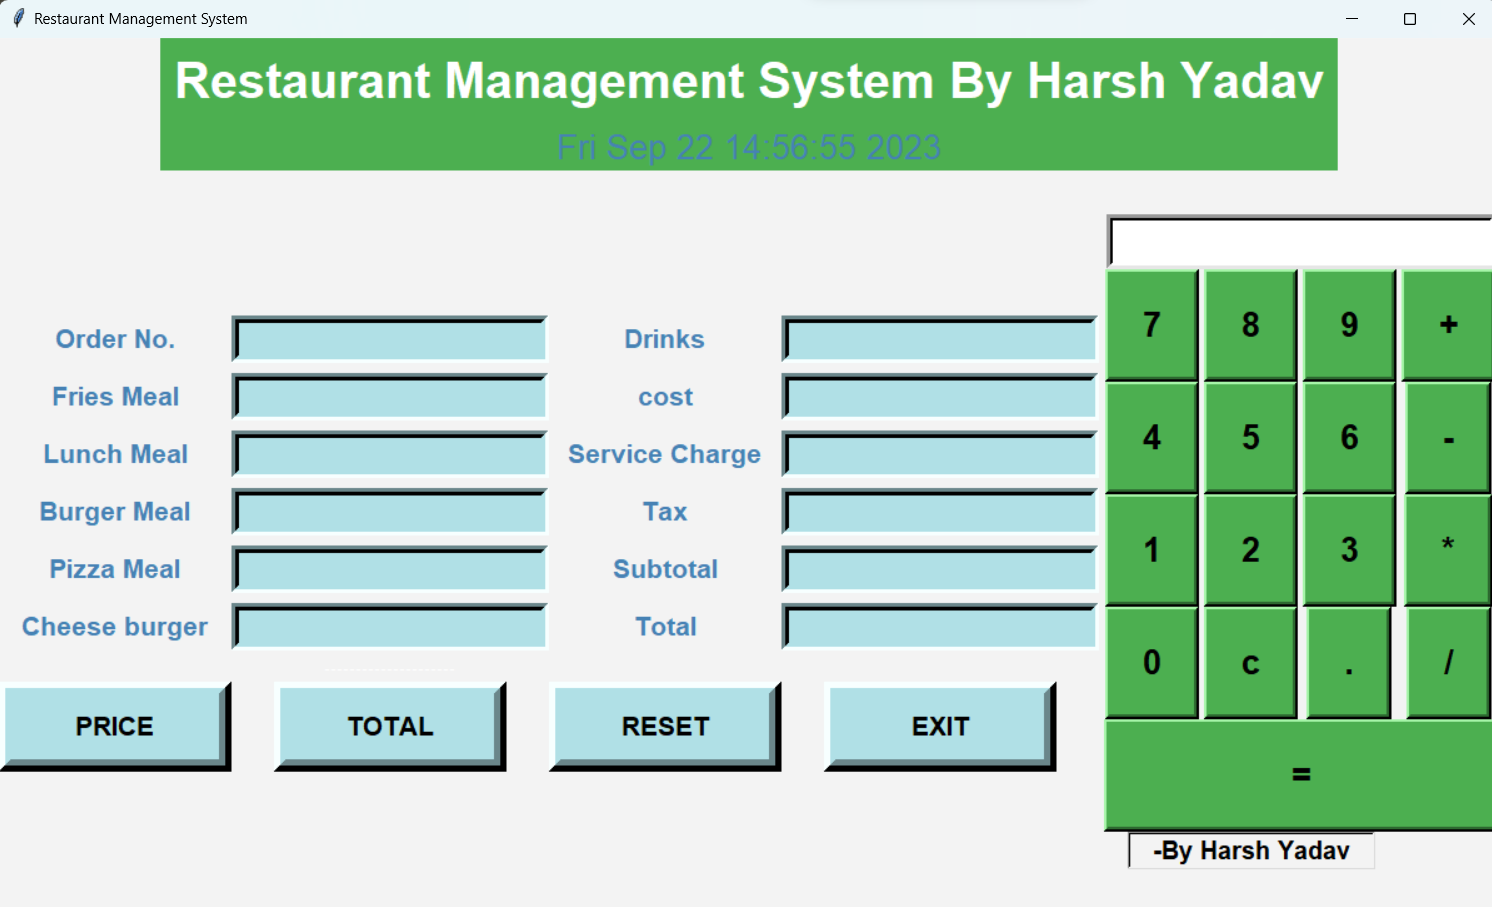 Restaurant Management System
Restaurant Management System By Harsh Yadav
Fri Sep 22 14:56:55 2023
Order No.
Fries Meal
Lunch Meal
Burger Meal
Pizza Meal
Cheese burger
Drinks
cost
Service Charge
Tax
Subtotal
Total
PRICE TOTAL RESET EXIT
7 8 9 +
4 5 6 -
1 2 3 *
0 c . /
=
-By Harsh Yadav